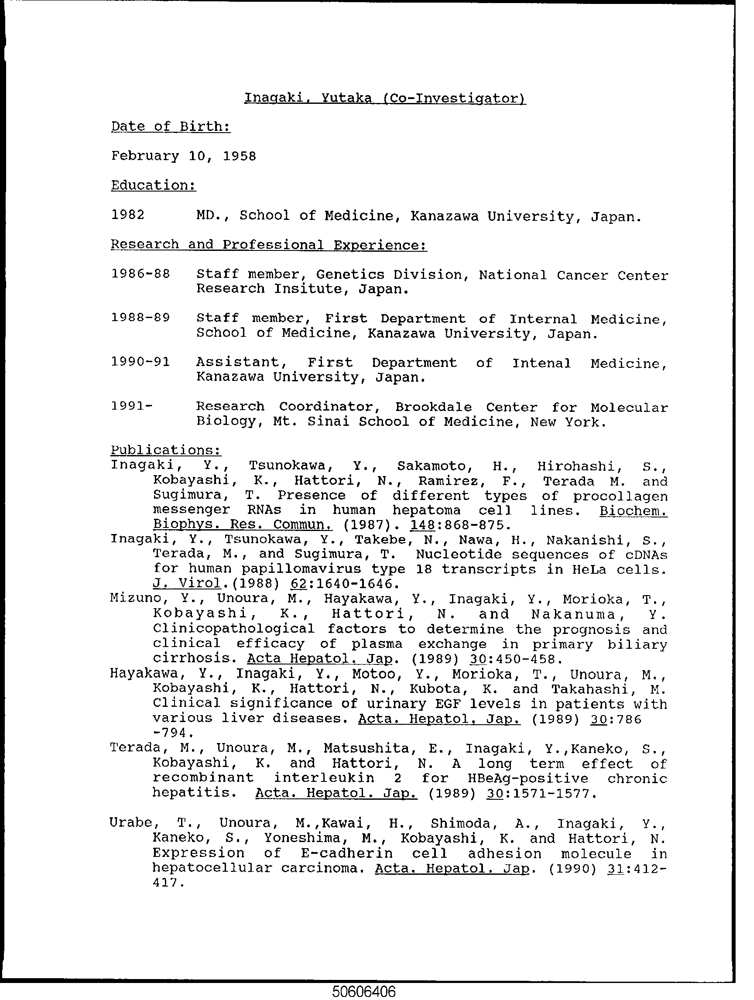 Inagaki, Yutaka (Co-Investigator)
Date of Birth:
February 10, 1958
Education:
1982 MD., School of Medicine, Kanazawa University, Japan.
Research and Professional Experience:
1986-88 Staff member, Genetics Division, National Cancer Center
Research Insitute, Japan.
1988-89 Staff member, First Department of Internal Medicine,
School of Medicine, Kanazawa University, Japan.
1990-91 Assistant, First Department of Intenal Medicine,
Kanazawa University, Japan.
1991- Research Coordinator, Brookdale Center for Molecular
Biology, Mt. Sinai School of Medicine, New York.
Publications:
Inagaki, Y., Tsunokawa, Y., Sakamoto, H., Hirohashi, S.,
Kobayashi, K., Hattori, N., Ramirez, F., Terada M. and
Sugimura, T. Presence of different types of procollagen
messenger RNAs in human hepatoma cell lines. Biochem.
Biophys. Res. Commun. (1987). 148:868-875.
Inagaki, Y., Tsunokawa, Y., Takebe, N., Nawa, H., Nakanishi, S.,
Terada, M., and Sugimura, T. Nucleotide sequences of cDNAs
for human papillomavirus type 18 transcripts in HeLa cells.
J. Virol.(1988) 62:1640-1646.
Mizuno, Y., Unoura, M., Hayakawa, Y., Inagaki, Y., Morioka, T.,
Kobayashi, K., Hattori, N. and Nakanuma, Y.
Clinicopathological factors to determine the prognosis and
clinical efficacy of plasma exchange in primary biliary
cirrhosis. Acta Hepatol. Jap. (1989) 30:450-458.
Hayakawa, Y., Inagaki, Y., Motoo, Y., Morioka, T., Unoura, M.,
Kobayashi, K., Hattori, N., Kubota, K. and Takahashi, M.
Clinical significance of urinary EGF levels in patients with
various liver diseases. Acta. Hepatol. Jap. (1989) 30:786
-794.
Terada, M., Unoura, M., Matsushita, E., Inagaki, Y.,Kaneko, S.,
Kobayashi, K. and Hattori, N. A long term effect of
recombinant interleukin 2 for HBeAg-positive chronic
hepatitis. Acta. Hepatol. Jap. (1989) 30:1571-1577.
Urabe, T., Unoura, M.,Kawai, H., Shimoda, A., Inagaki, Y.,
Kaneko, S., Yoneshima, M., Kobayashi, K. and Hattori, N.
Expression of E-cadherin cell adhesion molecule in
hepatocellular carcinoma. Acta. Hepatol. Jap. (1990) 31:412-
417.
50606406